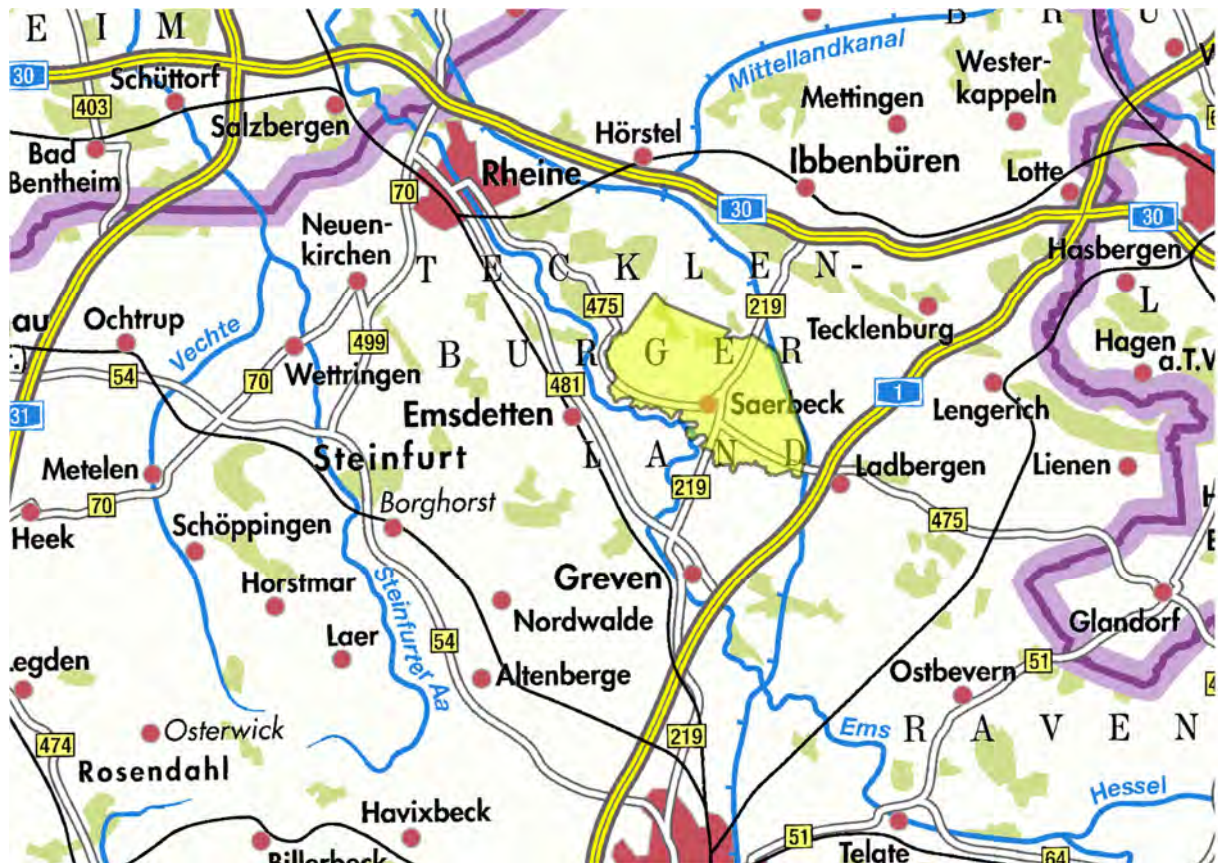 E I M
B R U
30
Schüttorf
403
Salzbergen
Bad
Bentheim
Mittellandkanal
Wester-
kappeln
Mettingen
Hörstel
Ibbenbüren
Lotte
Rheine
70
30
30
Neuen-
kirchen
Hasbergen
T E C K L E N -
L
475
219
Tecklenburg
au
Ochtrup
Vechte
499
Hagen
a.T.W
B U R G E R
54
70
Wettringen
481
Saerbeck
1
Lengerich
31
Emsdetten
Steinfurt
L A N D
Metelen
Ladbergen
Lienen
70
Borghorst
219
475
Heek
Schöppingen
Greven
Horstmar
Steinfurter Aa
Nordwalde
Glandorf
Laer
54
Legden
Altenberge
Ostbevern
51
Osterwick
474
219
Ems
R A V E N
Rosendahl
Hessel
Havixbeck
51
Billerbeck
Telgte
64